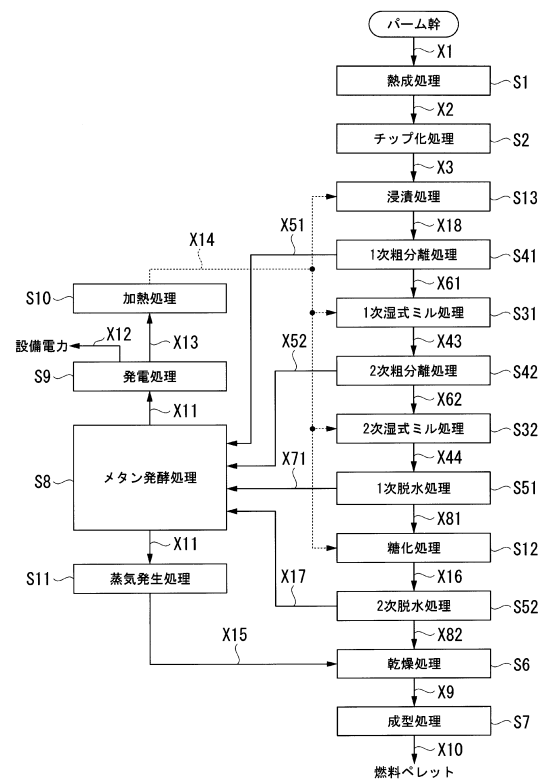 パーム幹
X1
熟成処理
S1
X2
チップ化処理
S2
X3
浸漬処理
S13
X18
X14
X51
1次粗分離処理
S41
X61
S10
加熱処理
1次湿式ミル処理
S31
X12
設備電力
X13
X52
X43
S9
発電処理
2次粗分離処理
S42
X11
X62
2次湿式ミル処理
S32
X44
S8
メタン発酵処理
X71
1次脱水処理
S51
X81
X11
糖化処理
S12
S11
蒸気発生処理
X17
X16
2次脱水処理
S52
X15
X82
乾燥処理
S6
X9
成型処理
S7
X10
燃料ペレット